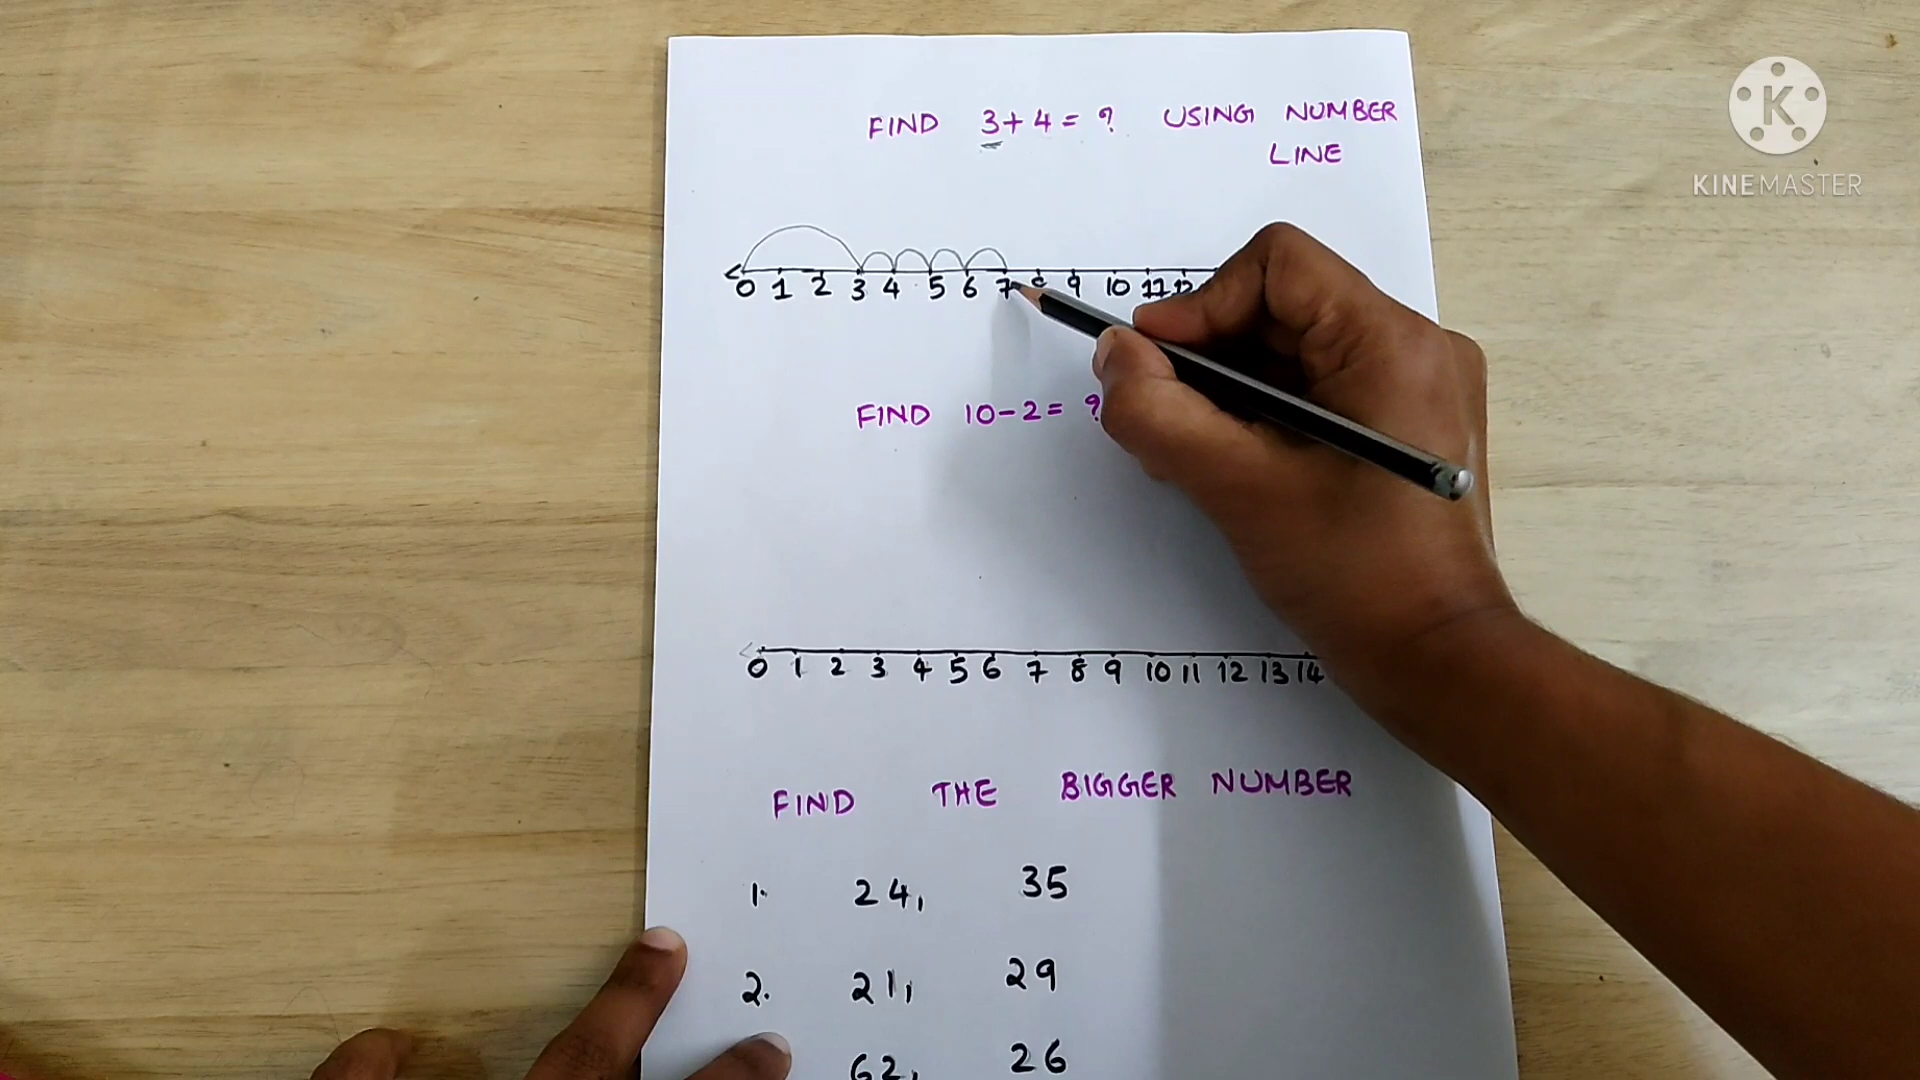 FIND 3+4=? USING NUMBER
LINE
KINEMASTER
0 1 2 3 4 5 6 7 8 9 10 11 12
FIND 10-2= ?
0 1 2 3 4 5 6 7 8 9 10 11 12 13 14
FIND THE BIGGER NUMBER
1. 24, 35
2. 21, 29
62, 26